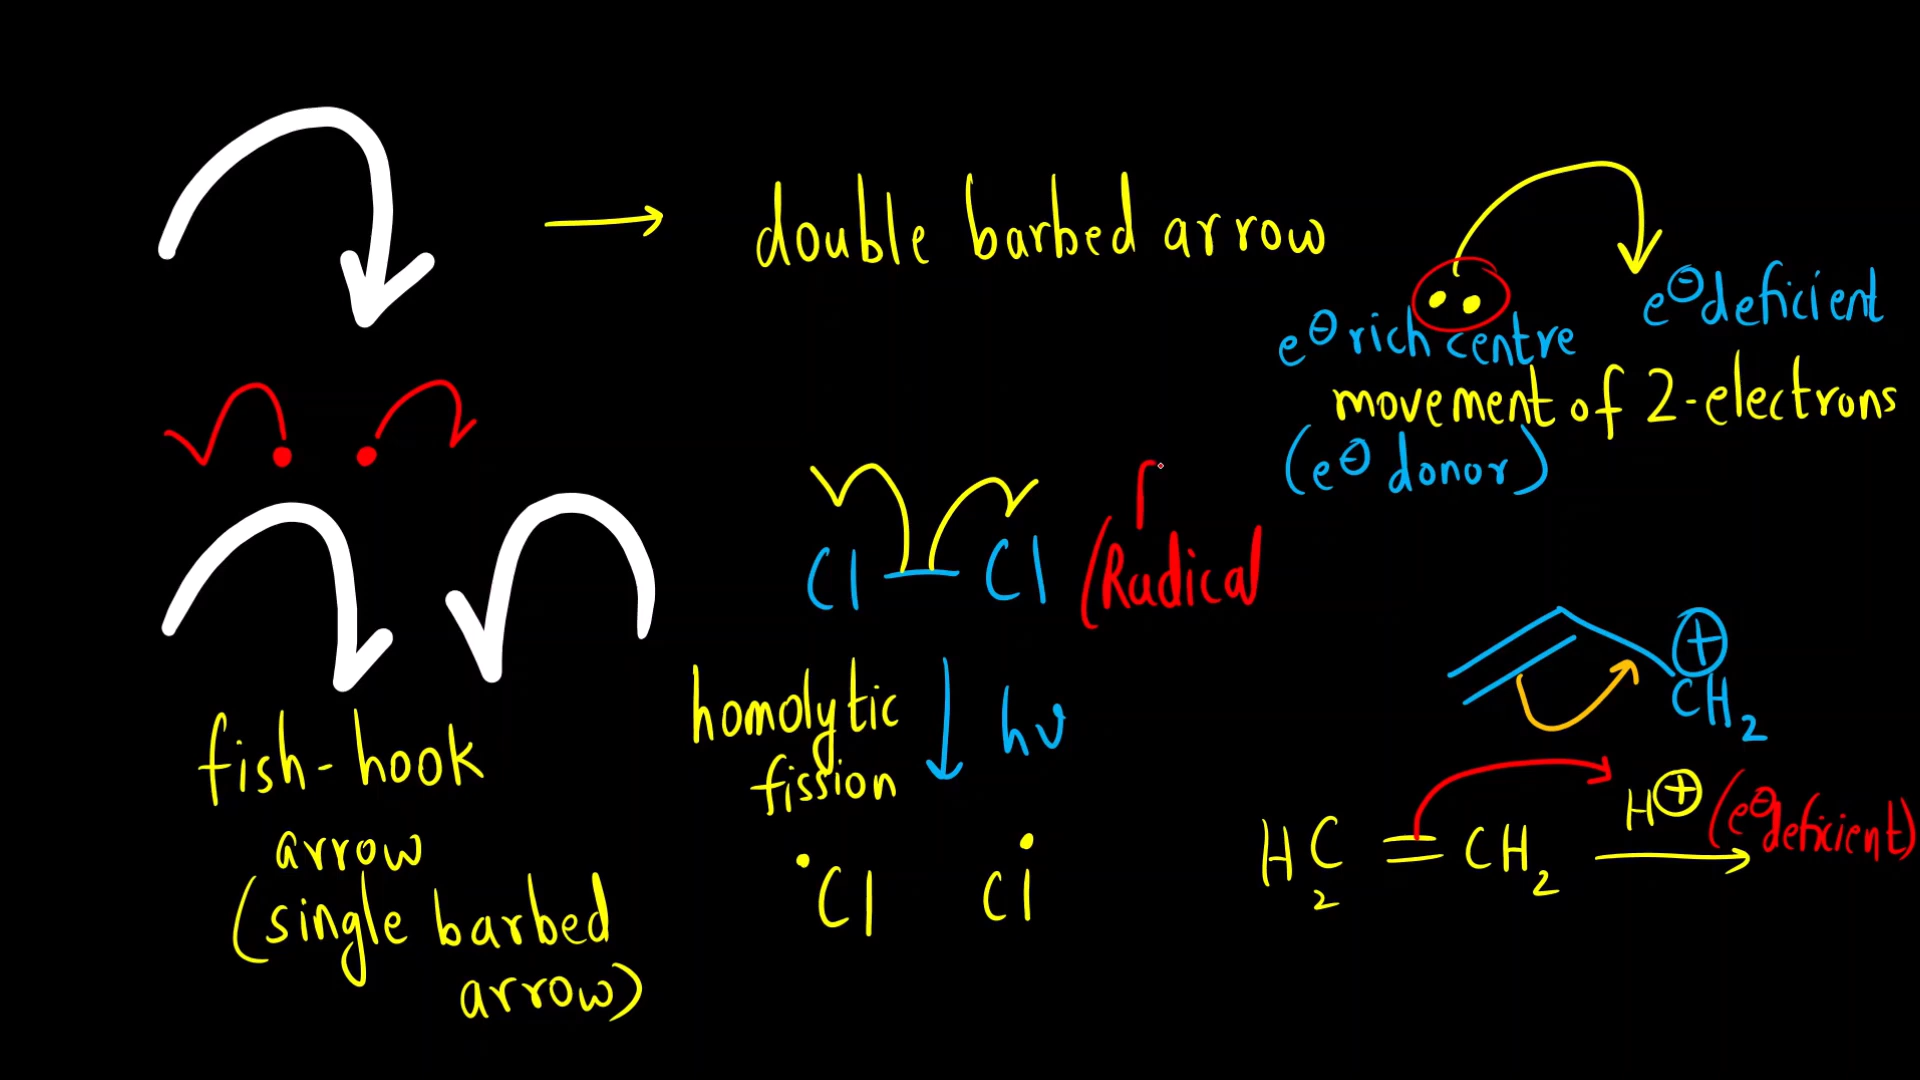 double barbed arrow
e⊖ rich centre
e⊖ deficient
movement of 2-electrons
(e⊖ donor)
Cl — Cl
(Radical
homolytic
fission
hν
•Cl Cl•
fish-hook
arrow
(single barbed
arrow)
⊕
CH2
H2C = CH2
H⊕ (e⊖ deficient)